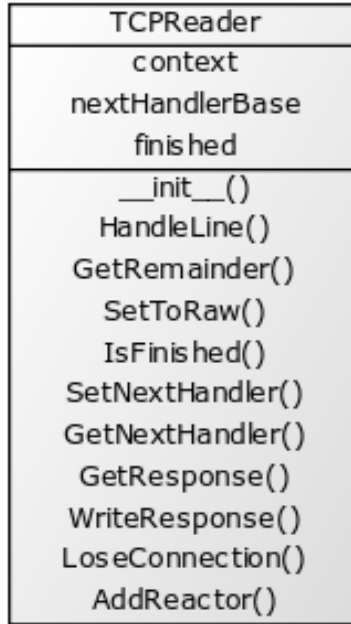 TCPReader
context
nextHandlerBase
finished
__init__()
HandleLine()
GetRemainder()
SetToRaw()
IsFinished()
SetNextHandler()
GetNextHandler()
GetResponse()
WriteResponse()
LoseConnection()
AddReactor()